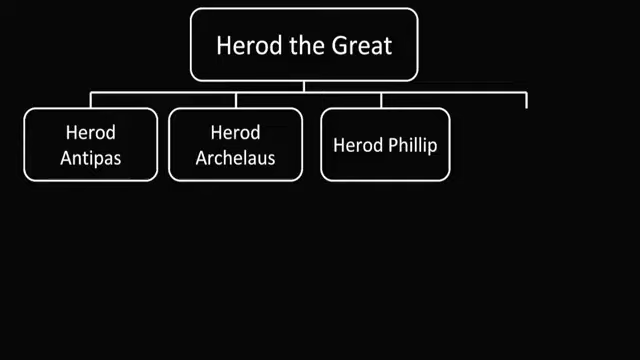 Herod the Great
Herod
Antipas
Herod
Archelaus
Herod Phillip